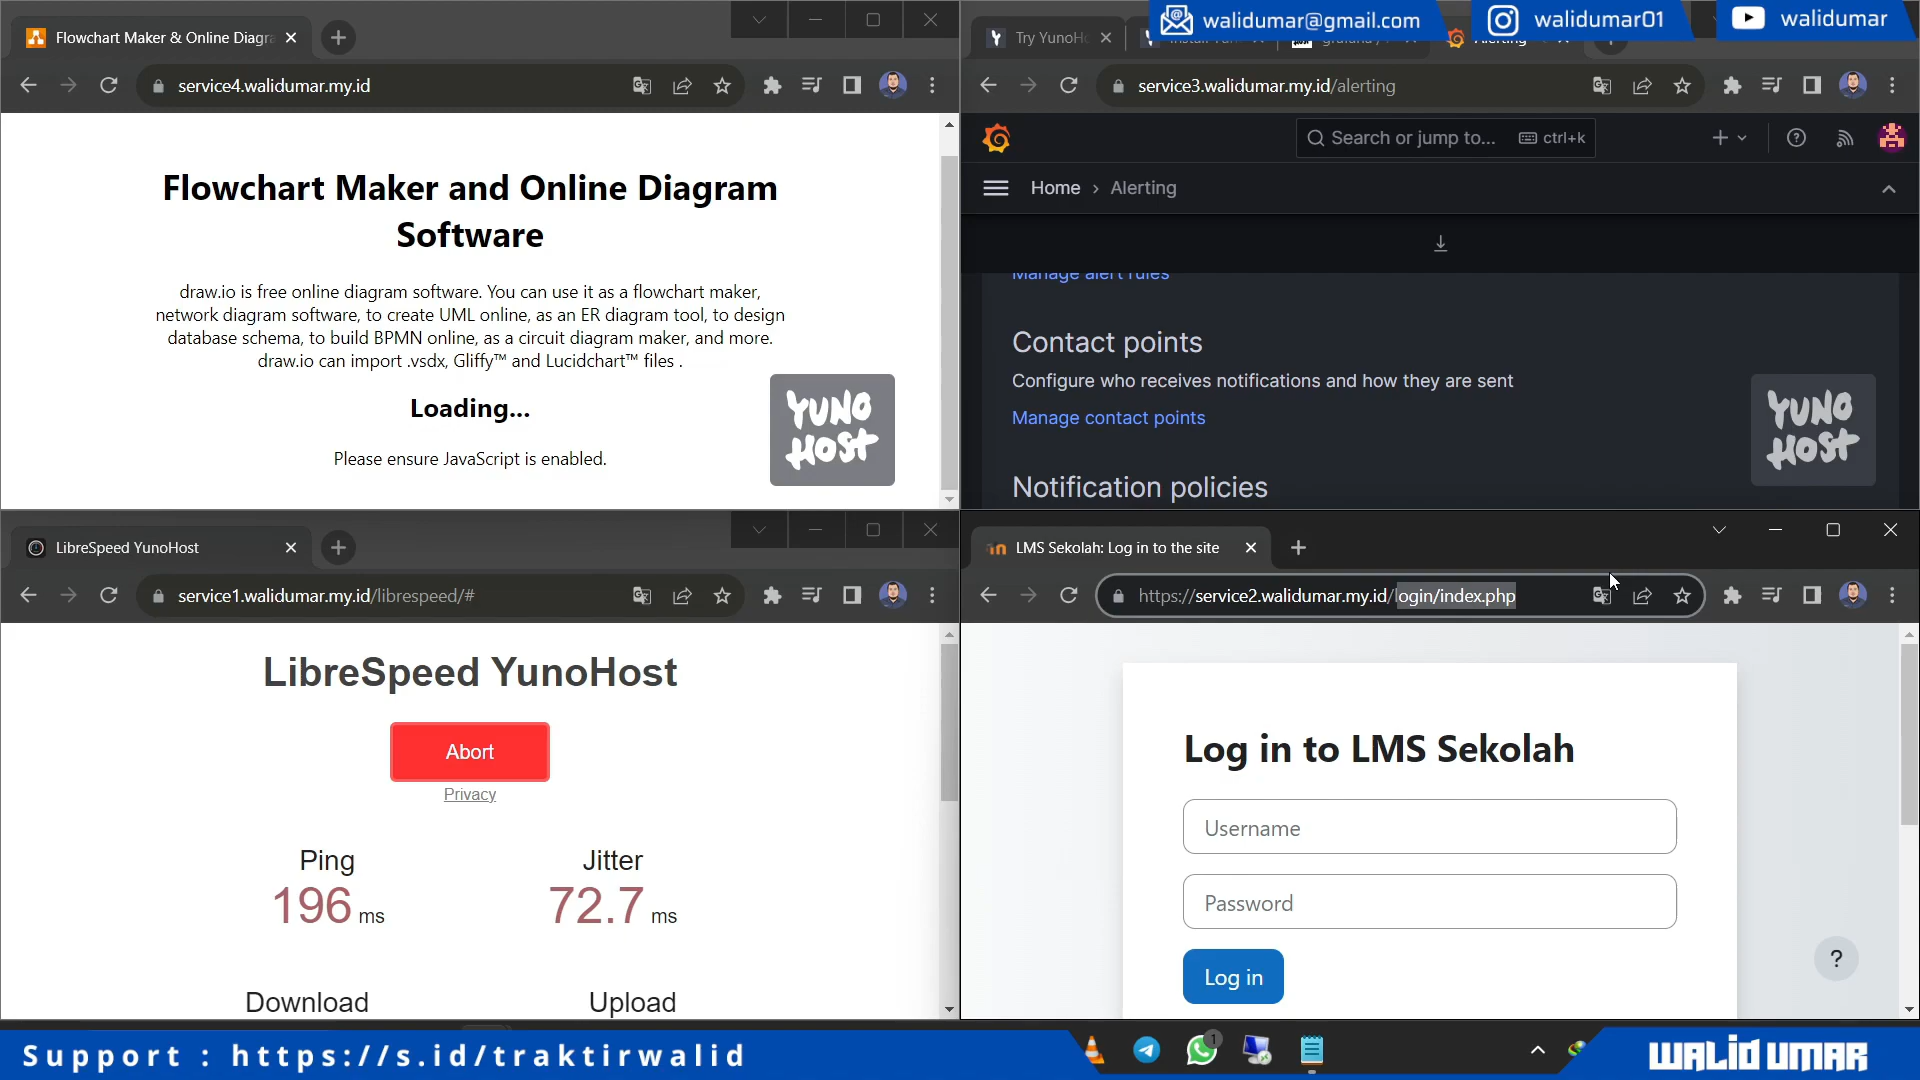 walidumar@gmail.com
walidumar01
walidumar
Flowchart Maker & Online Diagra
service4.walidumar.my.id
Flowchart Maker and Online Diagram
Software
draw.io is free online diagram software. You can use it as a flowchart maker,
network diagram software, to create UML online, as an ER diagram tool, to design
database schema, to build BPMN online, as a circuit diagram maker, and more.
draw.io can import .vsdx, Gliffy™ and Lucidchart™ files .
Loading...
Please ensure JavaScript is enabled.
YUNO
HOST
Try YunoHo
service3.walidumar.my.id/alerting
Search or jump to...
ctrl+k
Home › Alerting
Manage alert rules
Contact points
Configure who receives notifications and how they are sent
Manage contact points
Notification policies
YUNO
HOST
LibreSpeed YunoHost
service1.walidumar.my.id/librespeed/#
LibreSpeed YunoHost
Abort
Privacy
Ping
Jitter
196 ms
72.7 ms
Download
Upload
LMS Sekolah: Log in to the site
https://service2.walidumar.my.id/login/index.php
Log in to LMS Sekolah
Username
Password
Log in
?
Support : https://s.id/traktirwalid
1
WALID UMAR